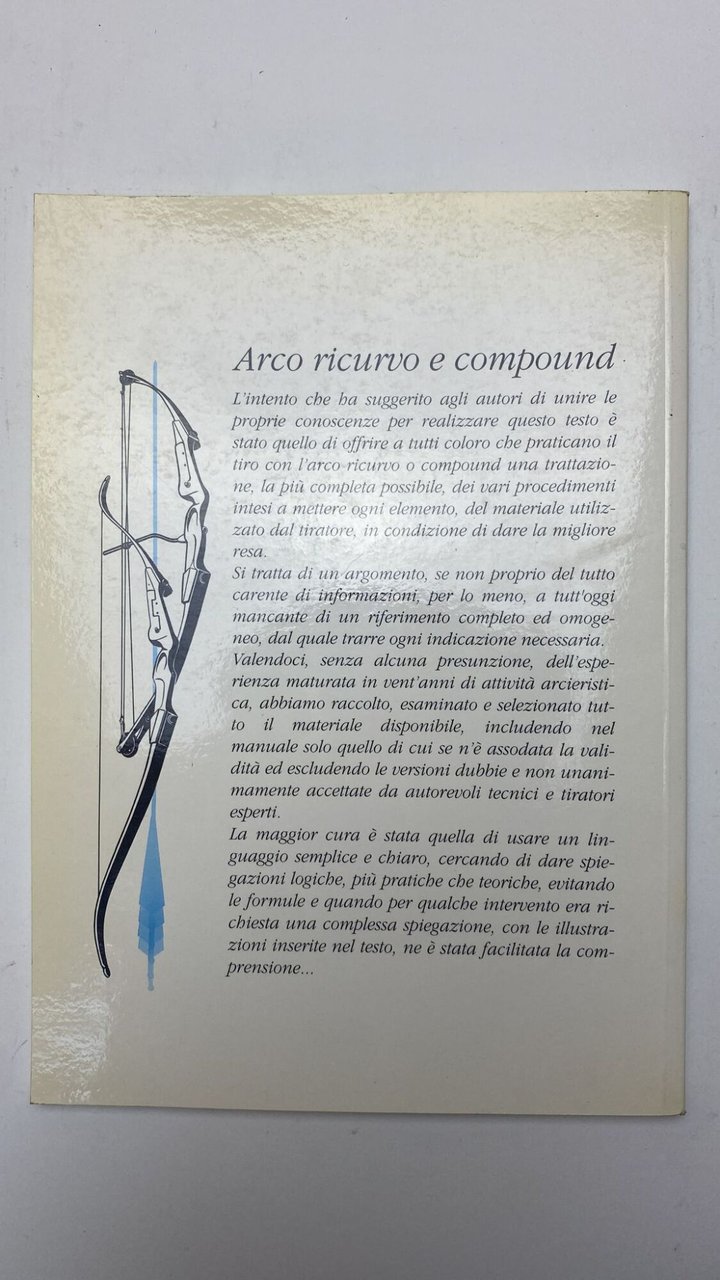 Arco ricurvo e compound
L'intento che ha suggerito agli autori di unire le
proprie conoscenze per realizzare questo testo è
stato quello di offrire a tutti coloro che praticano il
tiro con l'arco ricurvo o compound una trattazio-
ne, la più completa possibile, dei vari procedimenti
intesi a mettere ogni elemento, del materiale utiliz-
zato dal tiratore, in condizione di dare la migliore
resa.
Si tratta di un argomento, se non proprio del tutto
carente di informazioni, per lo meno, a tutt'oggi
mancante di un riferimento completo ed omoge-
neo, dal quale trarre ogni indicazione necessaria.
Valendoci, senza alcuna presunzione, dell'espe-
rienza maturata in vent'anni di attività arcieristi-
ca, abbiamo raccolto, esaminato e selezionato tut-
to il materiale disponibile, includendo nel
manuale solo quello di cui se n'è assodata la vali-
dità ed escludendo le versioni dubbie e non unani-
mamente accettate da autorevoli tecnici e tiratori
esperti.
La maggior cura è stata quella di usare un lin-
guaggio semplice e chiaro, cercando di dare spie-
gazioni logiche, più pratiche che teoriche, evitando
le formule e quando per qualche intervento era ri-
chiesta una complessa spiegazione, con le illustra-
zioni inserite nel testo, ne è stata facilitata la com-
prensione...